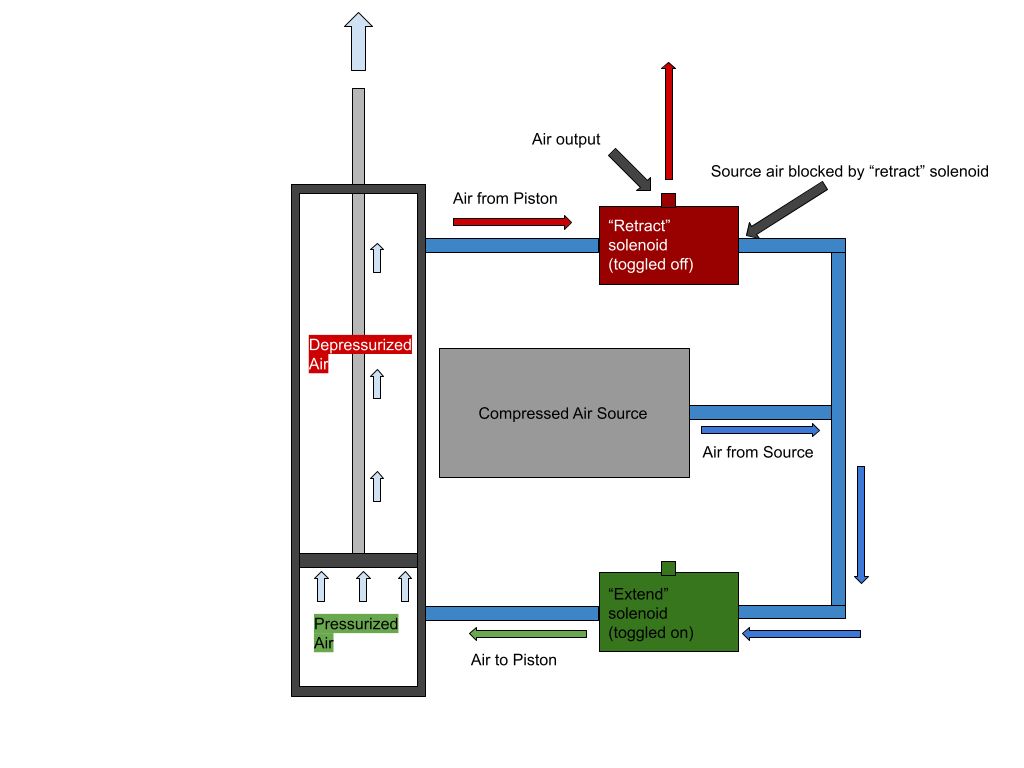 Air output
Source air blocked by “retract” solenoid
Air from Piston
“Retract”
solenoid
(toggled off)
Depressurized
Air
Compressed Air Source
Air from Source
“Extend”
solenoid
(toggled on)
Pressurized
Air
Air to Piston